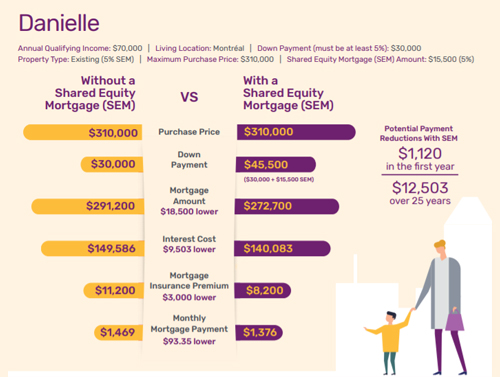 Danielle
Annual Qualifying Income: $70,000 | Living Location: Montréal | Down Payment (must be at least 5%): $30,000
Property Type: Existing (5% SEM) | Maximum Purchase Price: $310,000 | Shared Equity Mortgage (SEM) Amount: $15,500 (5%)
Without a
Shared Equity
Mortgage (SEM)
VS
With a
Shared Equity
Mortgage (SEM)
$310,000
Purchase Price
$310,000
$30,000
Down
Payment
$45,500
($30,000 + $15,500 SEM)
$291,200
Mortgage
Amount
$18,500 lower
$272,700
$149,586
Interest Cost
$9,503 lower
$140,083
$11,200
Mortgage
Insurance Premium
$3,000 lower
$8,200
$1,469
Monthly
Mortgage Payment
$93.35 lower
$1,376
Potential Payment
Reductions With SEM
$1,120
in the first year
$12,503
over 25 years